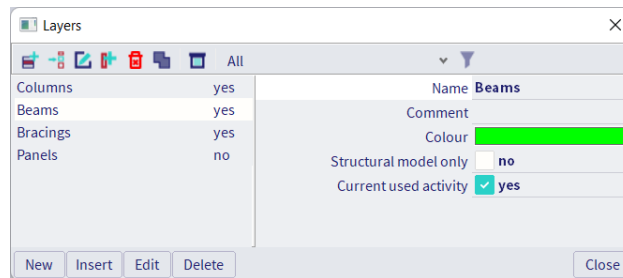 Layers
All
Columns yes
Beams yes
Bracings yes
Panels no
Name Beams
Comment
Colour
Structural model only no
Current used activity yes
New Insert Edit Delete Close